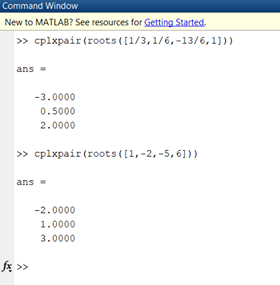 Command Window
New to MATLAB? See resources for Getting Started.
>> cplxpair(roots([1/3,1/6,-13/6,1]))
ans =
-3.0000
0.5000
2.0000
>> cplxpair(roots([1,-2,-5,6]))
ans =
-2.0000
1.0000
3.0000
fx >>